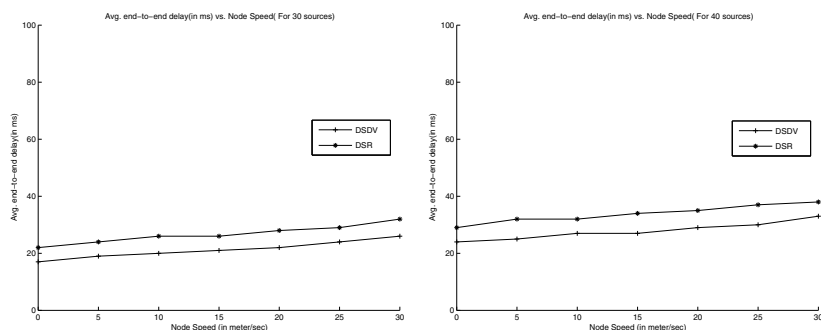 Avg. end-to-end delay(in ms) vs. Node Speed( For 30 sources)
100
80
60
40
20
0
Avg. end-to-end delay(in ms)
DSDV
DSR
0 5 10 15 20 25 30
Node Speed (in meter/sec)
Avg. end-to-end delay(in ms) vs. Node Speed( For 40 sources)
100
80
60
40
20
0
Avg. end-to-end delay(in ms)
DSDV
DSR
0 5 10 15 20 25 30
Node Speed (in meter/sec)